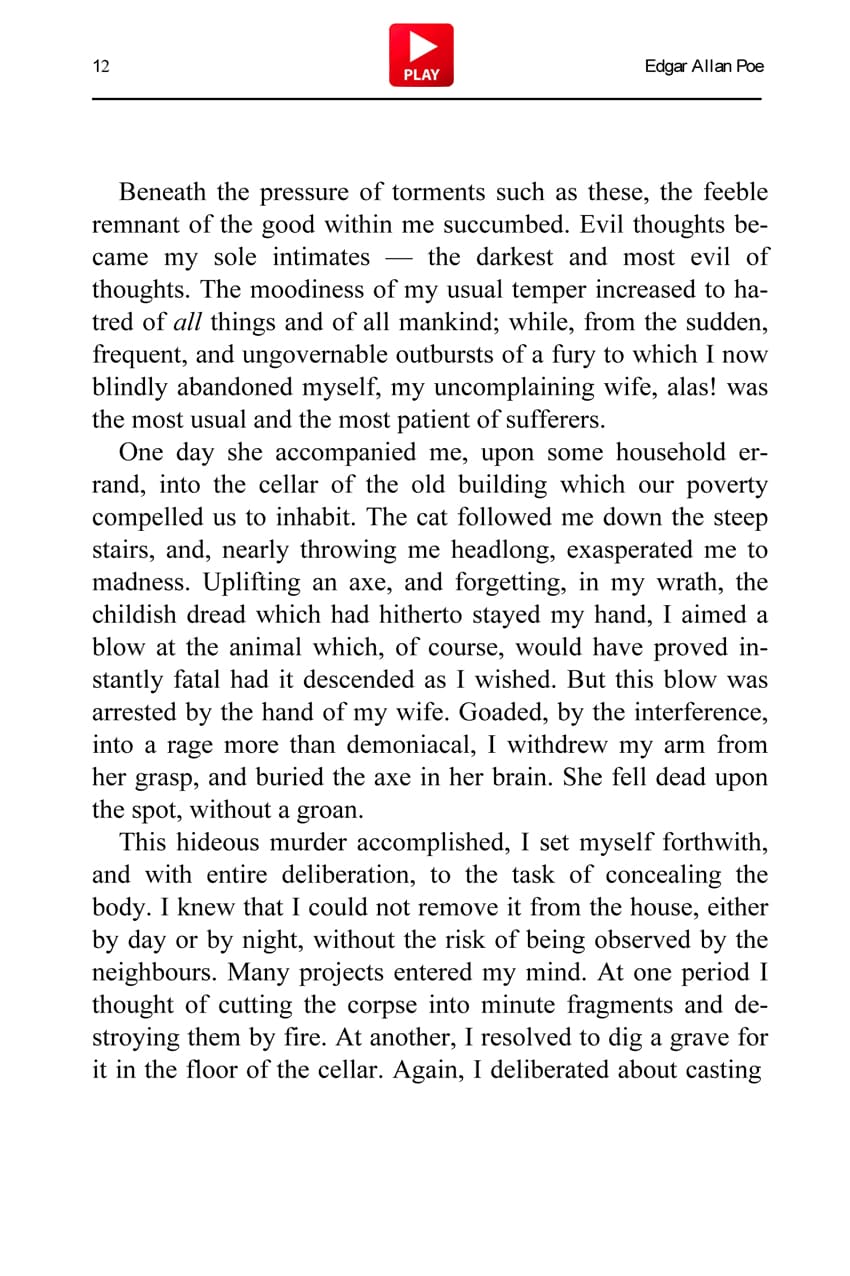 12
PLAY
Edgar Allan Poe
Beneath the pressure of torments such as these, the feeble
remnant of the good within me succumbed. Evil thoughts be-
came my sole intimates — the darkest and most evil of
thoughts. The moodiness of my usual temper increased to ha-
tred of all things and of all mankind; while, from the sudden,
frequent, and ungovernable outbursts of a fury to which I now
blindly abandoned myself, my uncomplaining wife, alas! was
the most usual and the most patient of sufferers.
One day she accompanied me, upon some household er-
rand, into the cellar of the old building which our poverty
compelled us to inhabit. The cat followed me down the steep
stairs, and, nearly throwing me headlong, exasperated me to
madness. Uplifting an axe, and forgetting, in my wrath, the
childish dread which had hitherto stayed my hand, I aimed a
blow at the animal which, of course, would have proved in-
stantly fatal had it descended as I wished. But this blow was
arrested by the hand of my wife. Goaded, by the interference,
into a rage more than demoniacal, I withdrew my arm from
her grasp, and buried the axe in her brain. She fell dead upon
the spot, without a groan.
This hideous murder accomplished, I set myself forthwith,
and with entire deliberation, to the task of concealing the
body. I knew that I could not remove it from the house, either
by day or by night, without the risk of being observed by the
neighbours. Many projects entered my mind. At one period I
thought of cutting the corpse into minute fragments and de-
stroying them by fire. At another, I resolved to dig a grave for
it in the floor of the cellar. Again, I deliberated about casting